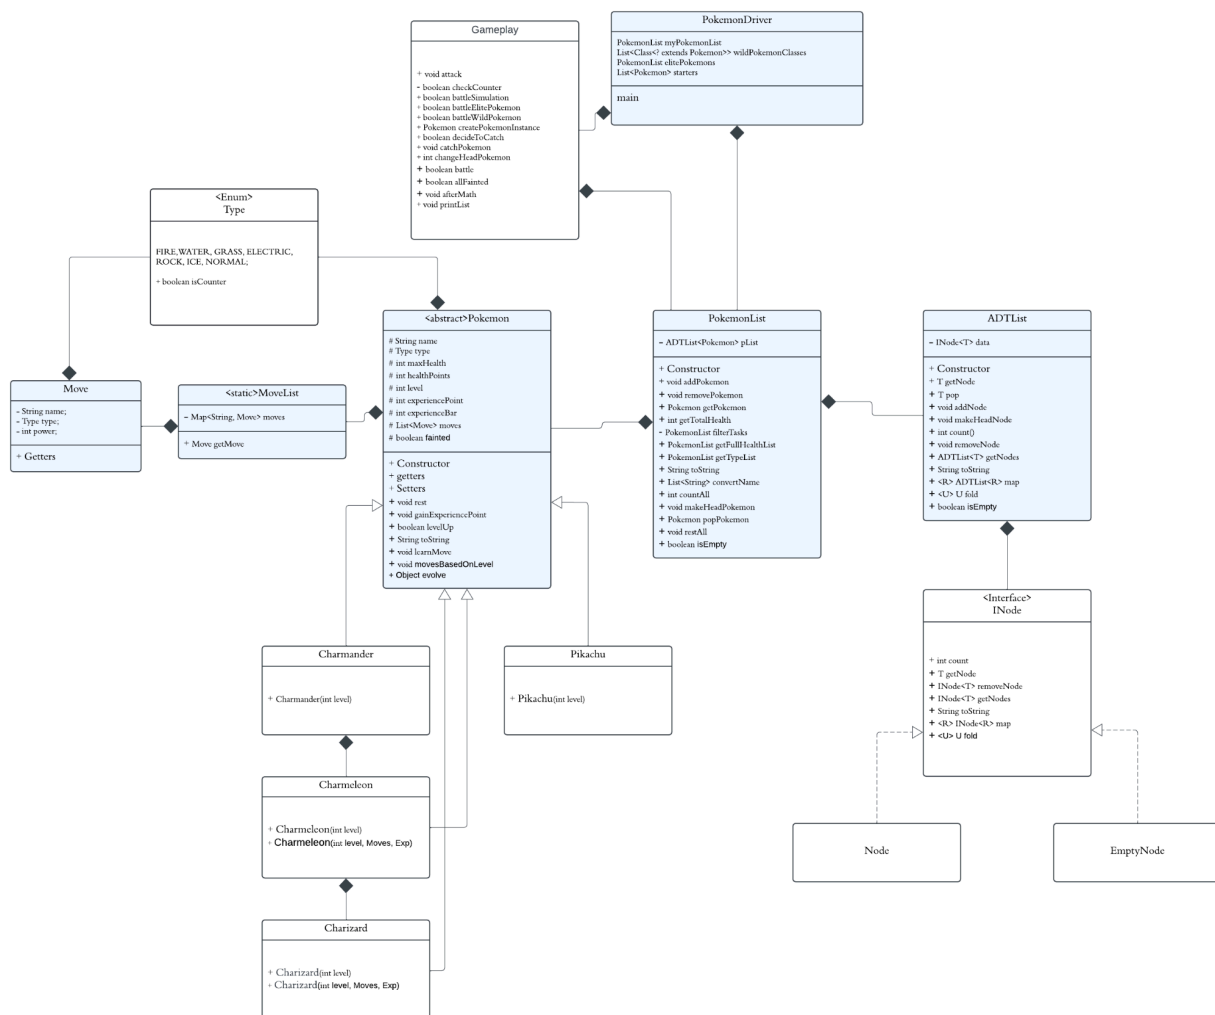 Gameplay
+ void attack
- boolean checkCounter
+ boolean battleSimulation
+ boolean battleElitePokemon
+ boolean battleWildPokemon
+ Pokemon createPokemonInstance
+ boolean decideToCatch
+ void catchPokemon
+ int changeHeadPokemon
+ boolean battle
+ boolean allFainted
+ void afterMath
+ void printList
PokemonDriver
PokemonList myPokemonList
List<Class<? extends Pokemon>> wildPokemonClasses
PokemonList elitePokemons
List<Pokemon> starters
main
<Enum>
Type
FIRE,WATER, GRASS, ELECTRIC,
ROCK, ICE, NORMAL;
+ boolean isCounter
Move
- String name;
- Type type;
- int power;
+ Getters
<static>MoveList
- Map<String, Move> moves
+ Move getMove
<abstract>Pokemon
# String name
# Type type
# int maxHealth
# int healthPoints
# int level
# int experiencePoint
# int experienceBar
# List<Move> moves
# boolean fainted
+ Constructor
+ getters
+ Setters
+ void rest
+ void gainExperiencePoint
+ boolean levelUp
+ String toString
+ void learnMove
+ void movesBasedOnLevel
+ Object evolve
PokemonList
- ADTList<Pokemon> pList
+ Constructor
+ void addPokemon
+ void removePokemon
+ Pokemon getPokemon
+ int getTotalHealth
- PokemonList filterTasks
+ PokemonList getFullHealthList
+ PokemonList getTypeList
+ String toString
+ List<String> convertName
+ int countAll
+ void makeHeadPokemon
+ Pokemon popPokemon
+ void restAll
+ boolean isEmpty
ADTList
- INode<T> data
+ Constructor
+ T getNode
+ T pop
+ void addNode
+ void makeHeadNode
+ int count()
+ void removeNode
+ ADTList<T> getNodes
+ String toString
+ <R> ADTList<R> map
+ <U> U fold
+ boolean isEmpty
<Interface>
INode
+ int count
+ T getNode
+ INode<T> removeNode
+ INode<T> getNodes
+ String toString
+ <R> INode<R> map
+ <U> U fold
Charmander
+ Charmander(int level)
Pikachu
+ Pikachu(int level)
Charmeleon
+ Charmeleon(int level)
+ Charmeleon(int level, Moves, Exp)
Charizard
+ Charizard(int level)
+ Charizard(int level, Moves, Exp)
Node
EmptyNode